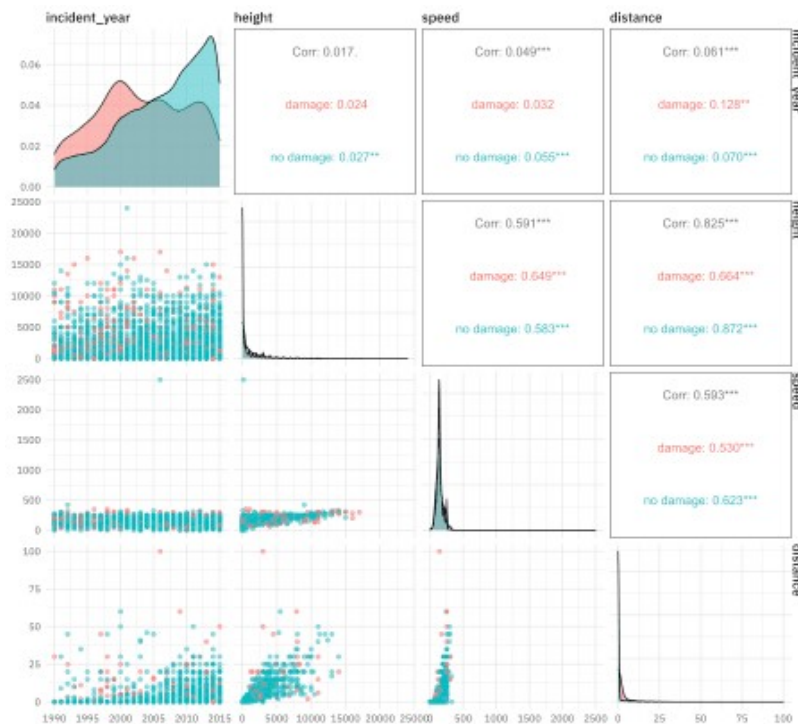 incident_year height speed distance
0.06
0.04
0.02
0.00
Corr: 0.017.
damage: 0.024
no damage: 0.027**
Corr: 0.049***
damage: 0.032
no damage: 0.055***
Corr: 0.061***
damage: 0.128**
no damage: 0.070***
incident_year
25000
20000
15000
10000
5000
0
Corr: 0.591***
damage: 0.649***
no damage: 0.583***
Corr: 0.825***
damage: 0.664***
no damage: 0.872***
height
2500
2000
1500
1000
500
0
Corr: 0.593***
damage: 0.530***
no damage: 0.623***
speed
100
75
50
25
0
distance
1990 1995 2000 2005 2010 2015 0 5000 10000 15000 20000 25000 500 1000 1500 2000 2500 0 25 50 75 100